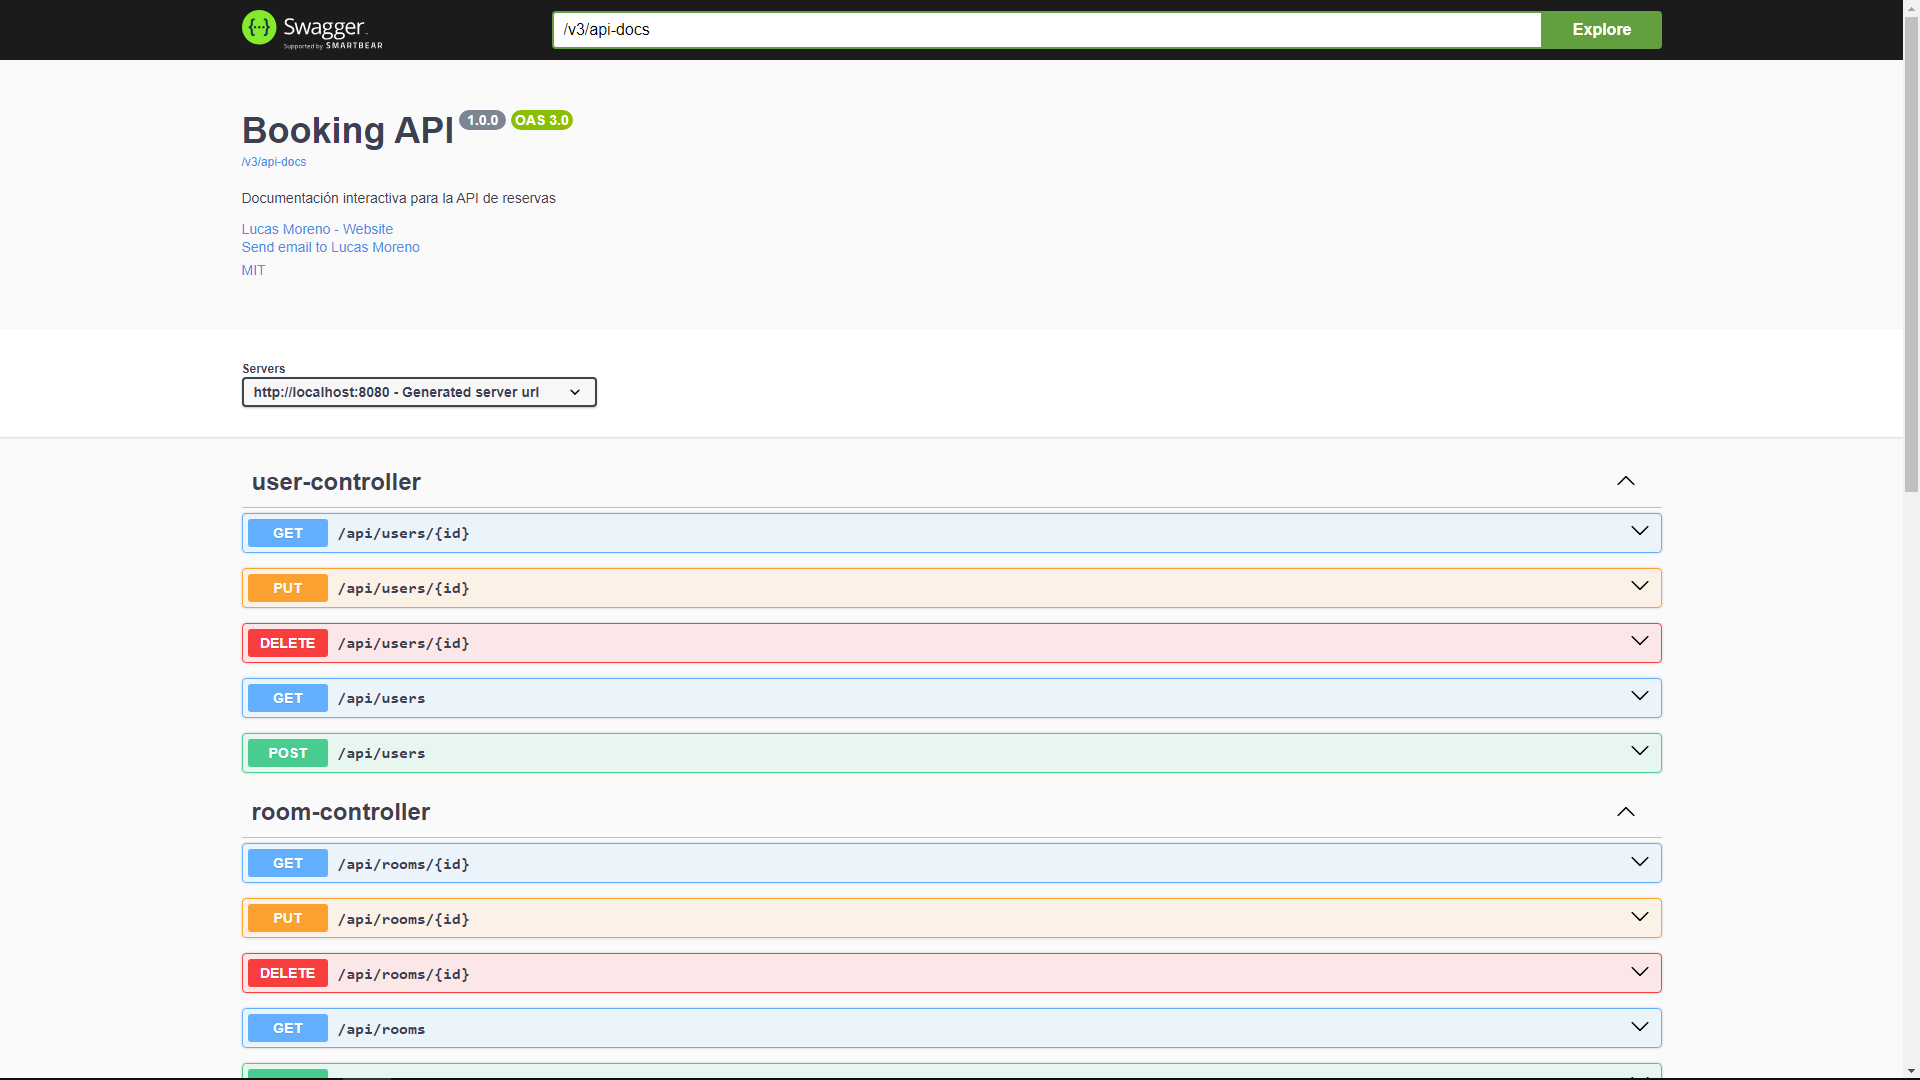 Swagger
Supported by SMARTBEAR
/v3/api-docs
Explore
Booking API 1.0.0 OAS 3.0
/v3/api-docs
Documentación interactiva para la API de reservas
Lucas Moreno - Website
Send email to Lucas Moreno
MIT
Servers
http://localhost:8080 - Generated server url
user-controller
GET /api/users/{id}
PUT /api/users/{id}
DELETE /api/users/{id}
GET /api/users
POST /api/users
room-controller
GET /api/rooms/{id}
PUT /api/rooms/{id}
DELETE /api/rooms/{id}
GET /api/rooms